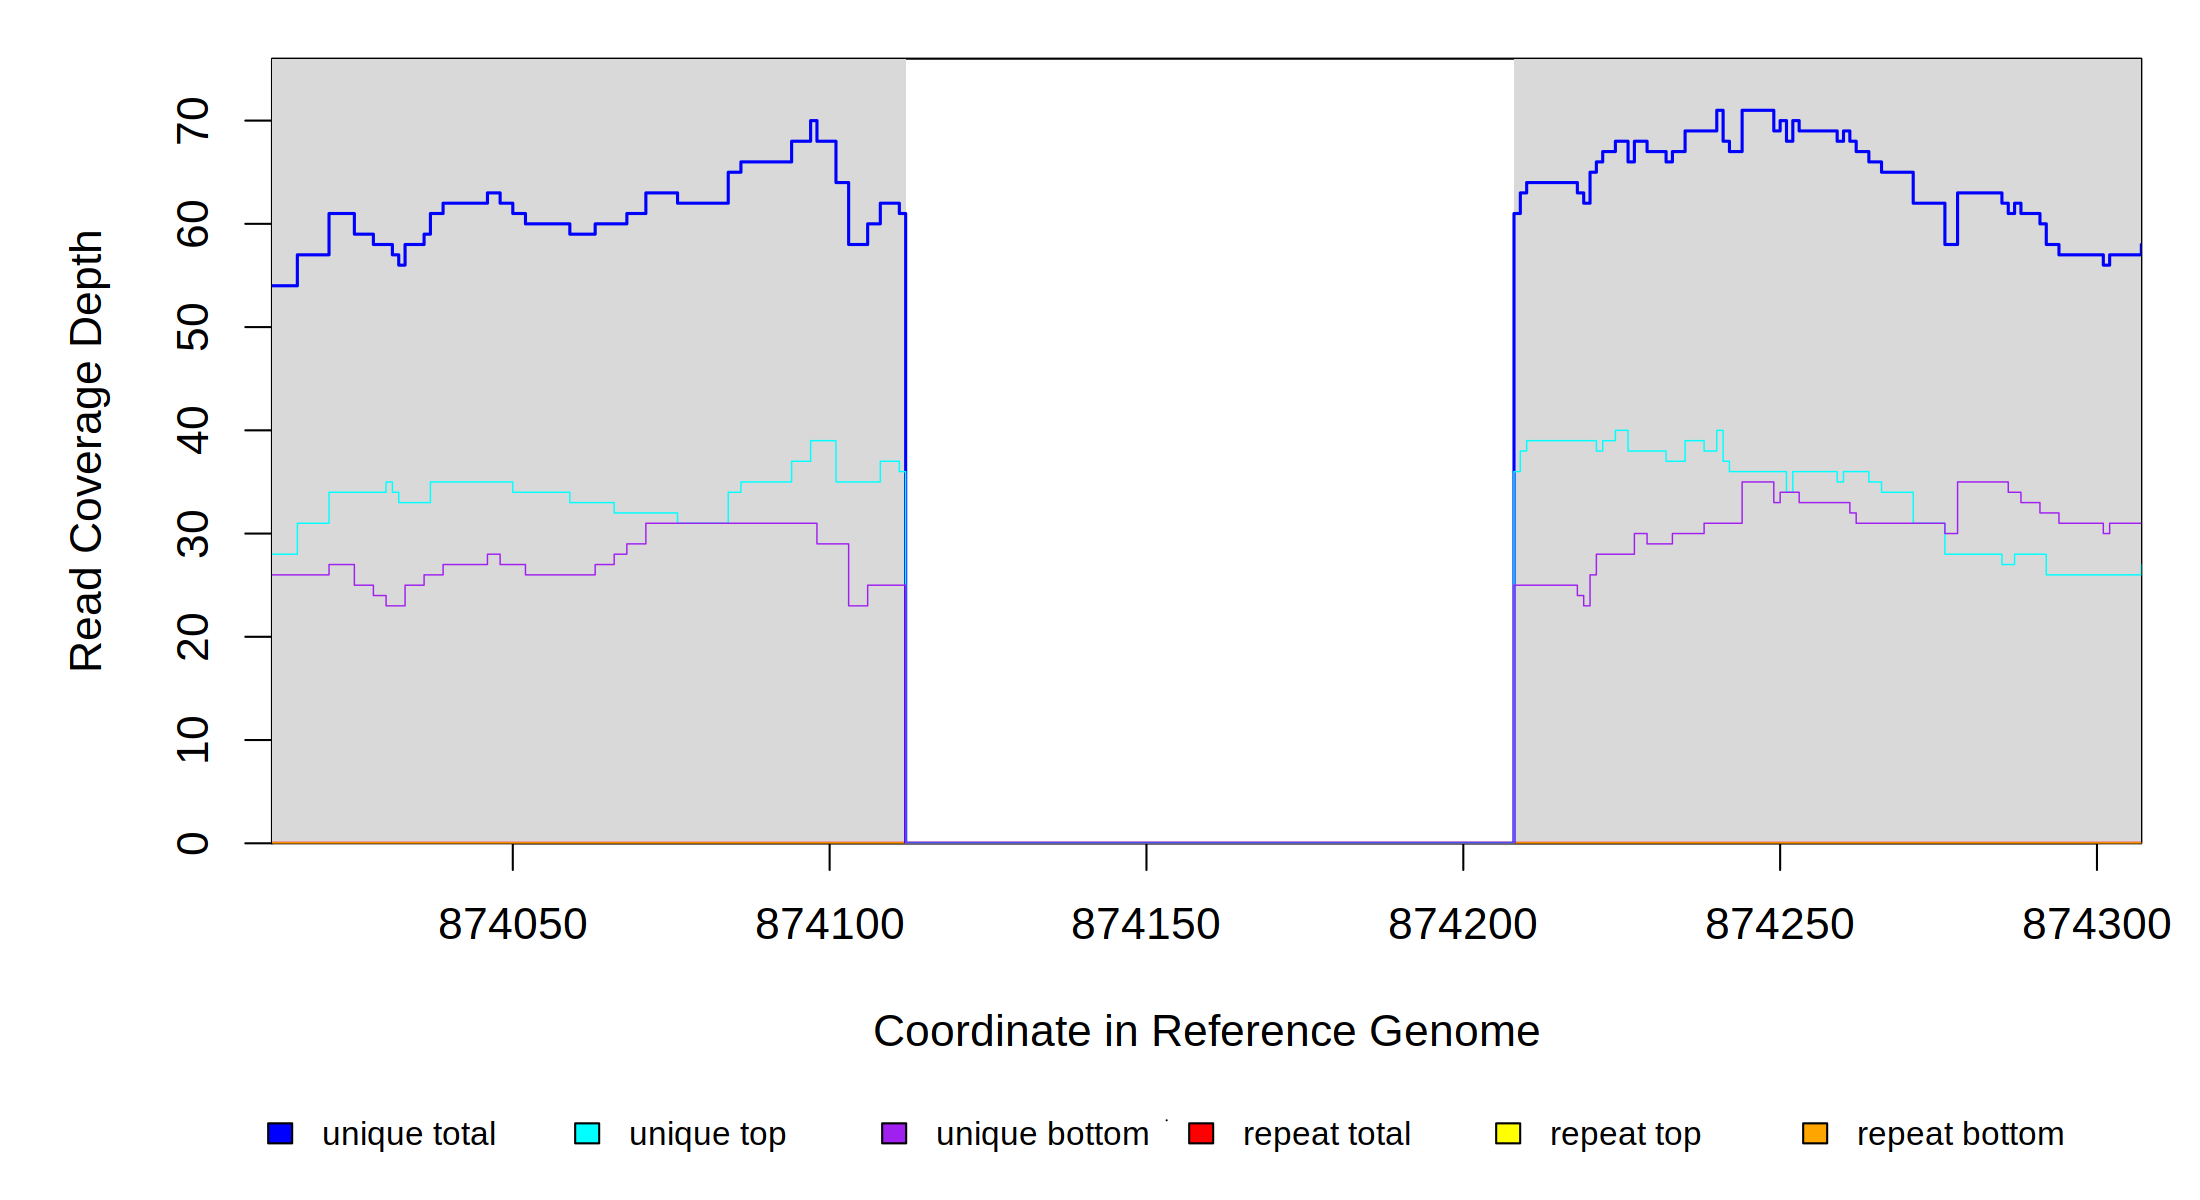 Read Coverage Depth
70
60
50
40
30
20
10
0
874050 874100 874150 874200 874250 874300
Coordinate in Reference Genome
unique total unique top unique bottom repeat total repeat top repeat bottom